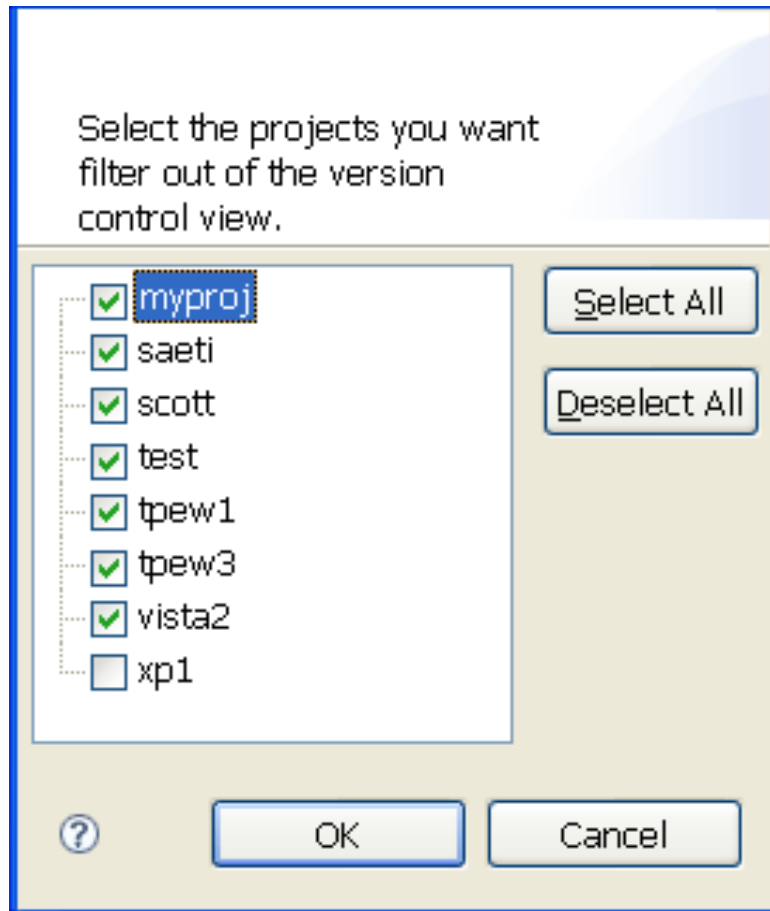 Select the projects you want
filter out of the version
control view.
myproj
Select All
saeti
scott
Deselect All
test
tpew1
tpew3
vista2
xp1
?
OK
Cancel